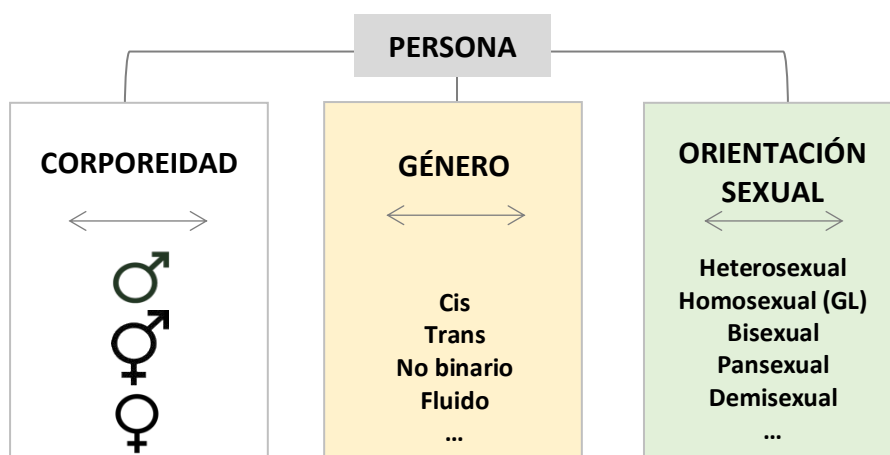 PERSONA
CORPOREIDAD
GÉNERO
Cis
Trans
No binario
Fluido
...
ORIENTACIÓN
SEXUAL
Heterosexual
Homosexual (GL)
Bisexual
Pansexual
Demisexual
...